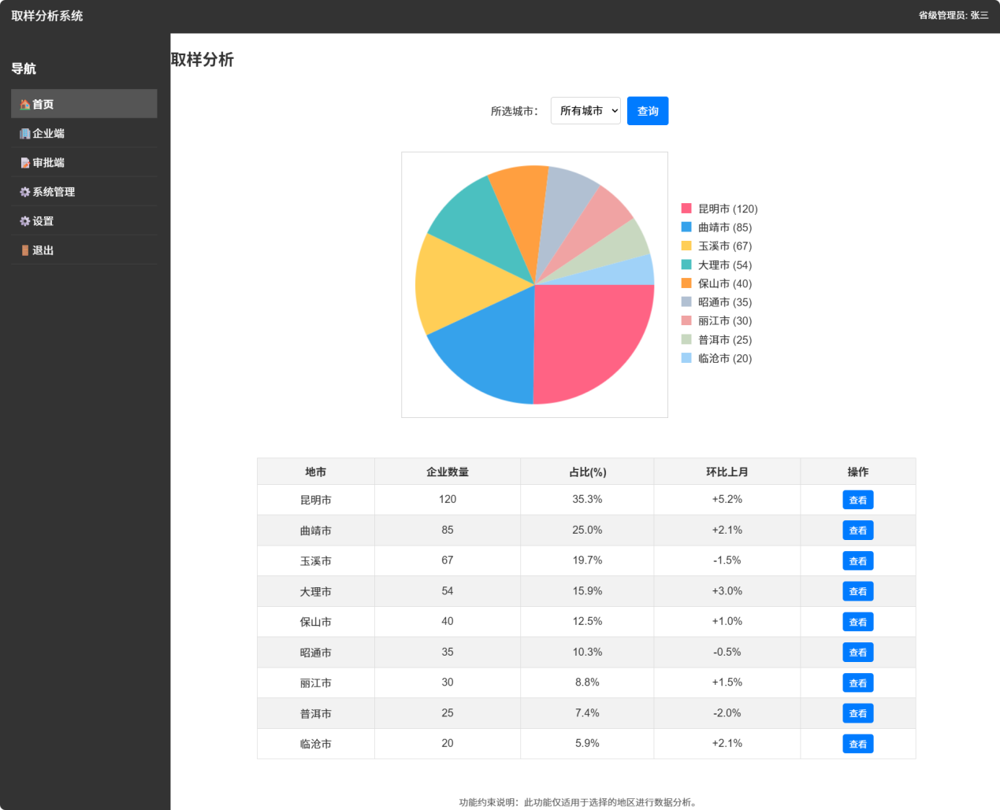 取样分析系统
省级管理员: 张三
导航
首页
企业端
审批端
系统管理
设置
退出
取样分析
所选城市： 所有城市 查询
昆明市 (120)
曲靖市 (85)
玉溪市 (67)
大理市 (54)
保山市 (40)
昭通市 (35)
丽江市 (30)
普洱市 (25)
临沧市 (20)
地市 企业数量 占比(%) 环比上月 操作
昆明市 120 35.3% +5.2% 查看
曲靖市 85 25.0% +2.1% 查看
玉溪市 67 19.7% -1.5% 查看
大理市 54 15.9% +3.0% 查看
保山市 40 12.5% +1.0% 查看
昭通市 35 10.3% -0.5% 查看
丽江市 30 8.8% +1.5% 查看
普洱市 25 7.4% -2.0% 查看
临沧市 20 5.9% +2.1% 查看
功能约束说明：此功能仅适用于选择的地区进行数据分析。